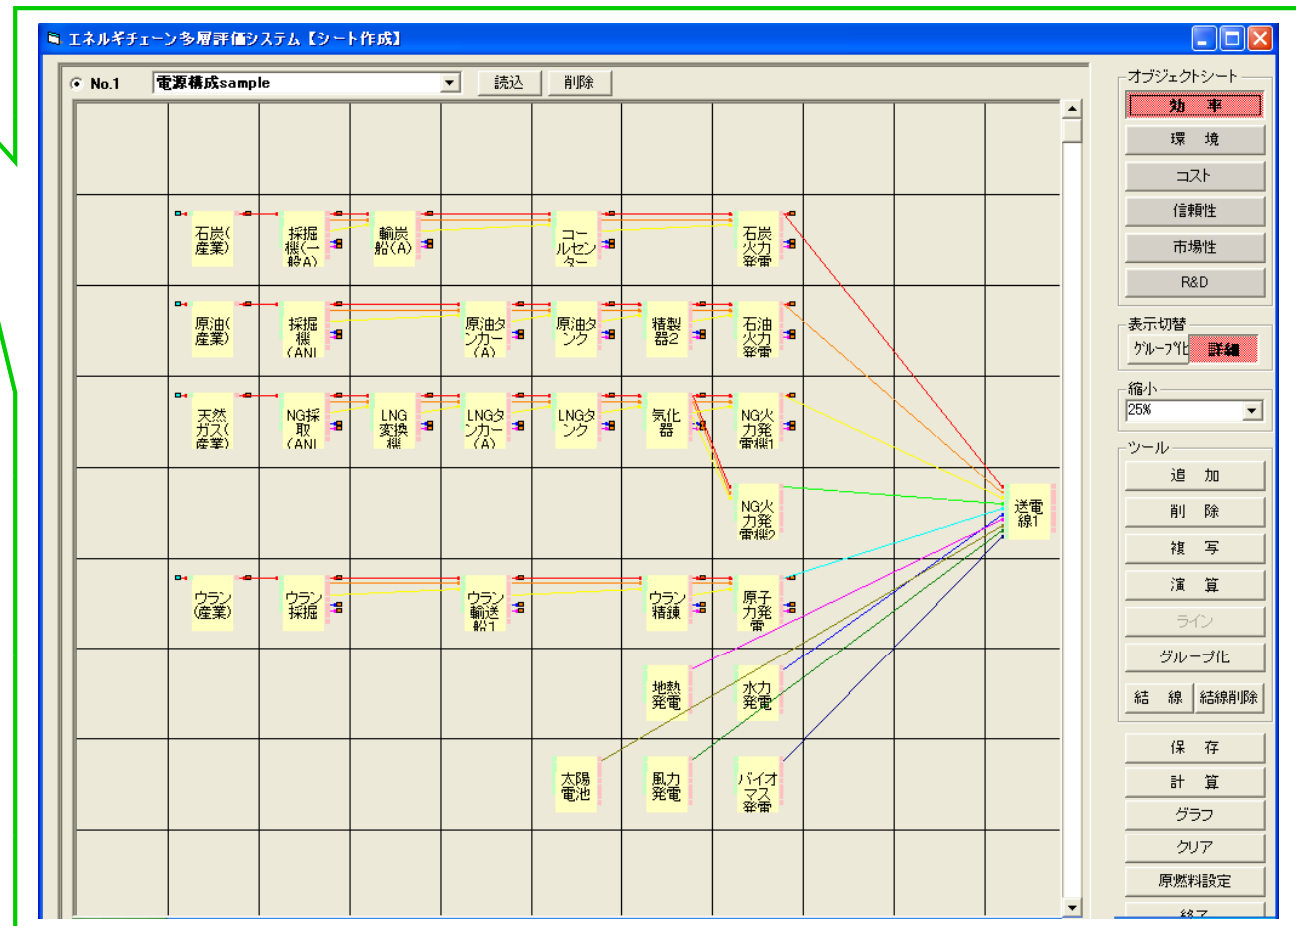 エネルギチェーン多層評価システム【シート作成】
No.1 電源構成sample 読込 削除
石炭(
産業)
採掘
機(一
般A)
輸炭
船(A)
コー
ルセン
ター
石炭
火力
発電
原油(
産業)
採掘
機
(ANI
原油タ
ンカー
(A)
原油タ
ンク
精製
器2
石油
火力
発電
天然
ガス(
産業)
NG採
取
(ANI
LNG
変換
機
LNGタ
ンカー
(A)
LNGタ
ンク
気化
器
NG火
力発
電機1
NG火
力発
電機2
送電
線1
ウラン
(産業)
ウラン
採掘
ウラン
輸送
船1
ウラン
精錬
原子
力発
電
地熱
発電
水力
発電
太陽
電池
風力
発電
バイオ
マス
発電
オブジェクトシート
効 率
環 境
コスト
信頼性
市場性
R&D
表示切替
グループ化 詳細
縮小
25%
ツール
追 加
削 除
複 写
演 算
ライン
グループ化
結 線 結線削除
保 存
計 算
グラフ
クリア
原燃料設定
終了